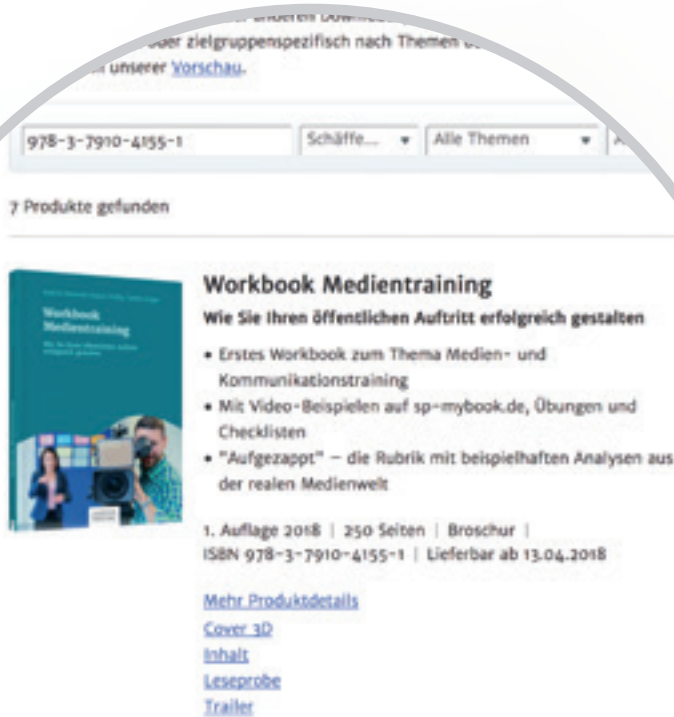 anderen
oder zielgruppenspezifisch nach Themen
unserer Vorschau.
978-3-7910-4155-1 Schäffe... Alle Themen
7 Produkte gefunden
Workbook
Medientraining
Workbook Medientraining
Wie Sie Ihren öffentlichen Auftritt erfolgreich gestalten
• Erstes Workbook zum Thema Medien- und
Kommunikationstraining
• Mit Video-Beispielen auf sp-mybook.de, Übungen und
Checklisten
• "Aufgezappt" – die Rubrik mit beispielhaften Analysen aus
der realen Medienwelt
1. Auflage 2018 | 250 Seiten | Broschur |
ISBN 978-3-7910-4155-1 | Lieferbar ab 13.04.2018
Mehr Produktdetails
Cover 3D
Inhalt
Leseprobe
Trailer